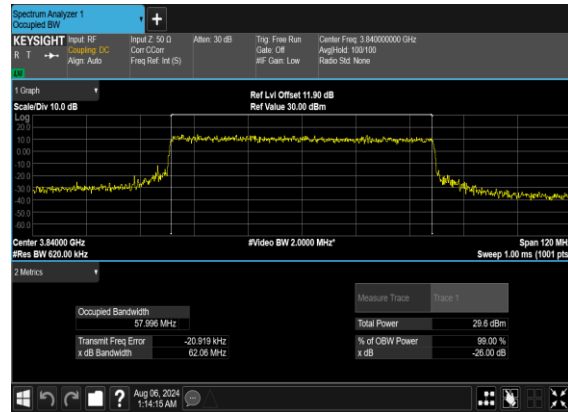 Spectrum Analyzer 1
Occupied BW
+
KEYSIGHT Input: RF Input Z: 50 Ω Atten: 30 dB Trig: Free Run Center Freq: 3.840000000 GHz
R T Coupling: DC Corr CCorr Gate: Off Avg|Hold: 100/100
Align: Auto Freq Ref: Int (S) #IF Gain: Low Radio Std: None
LXI
1 Graph
Ref Lvl Offset 11.90 dB
Scale/Div 10.0 dB Ref Value 30.00 dBm
Log
20.0
10.0
0.00
-10.0
-20.0
-30.0
-40.0
-50.0
-60.0
Center 3.84000 GHz #Video BW 2.0000 MHz* Span 120 MH
#Res BW 620.00 kHz Sweep 1.00 ms (1001 pts
2 Metrics
Measure Trace Trace 1
Occupied Bandwidth
57.996 MHz Total Power 29.6 dBm
Transmit Freq Error -20.919 kHz % of OBW Power 99.00 %
x dB Bandwidth 62.06 MHz x dB -26.00 dB
? Aug 06, 2024
1:14:15 AM